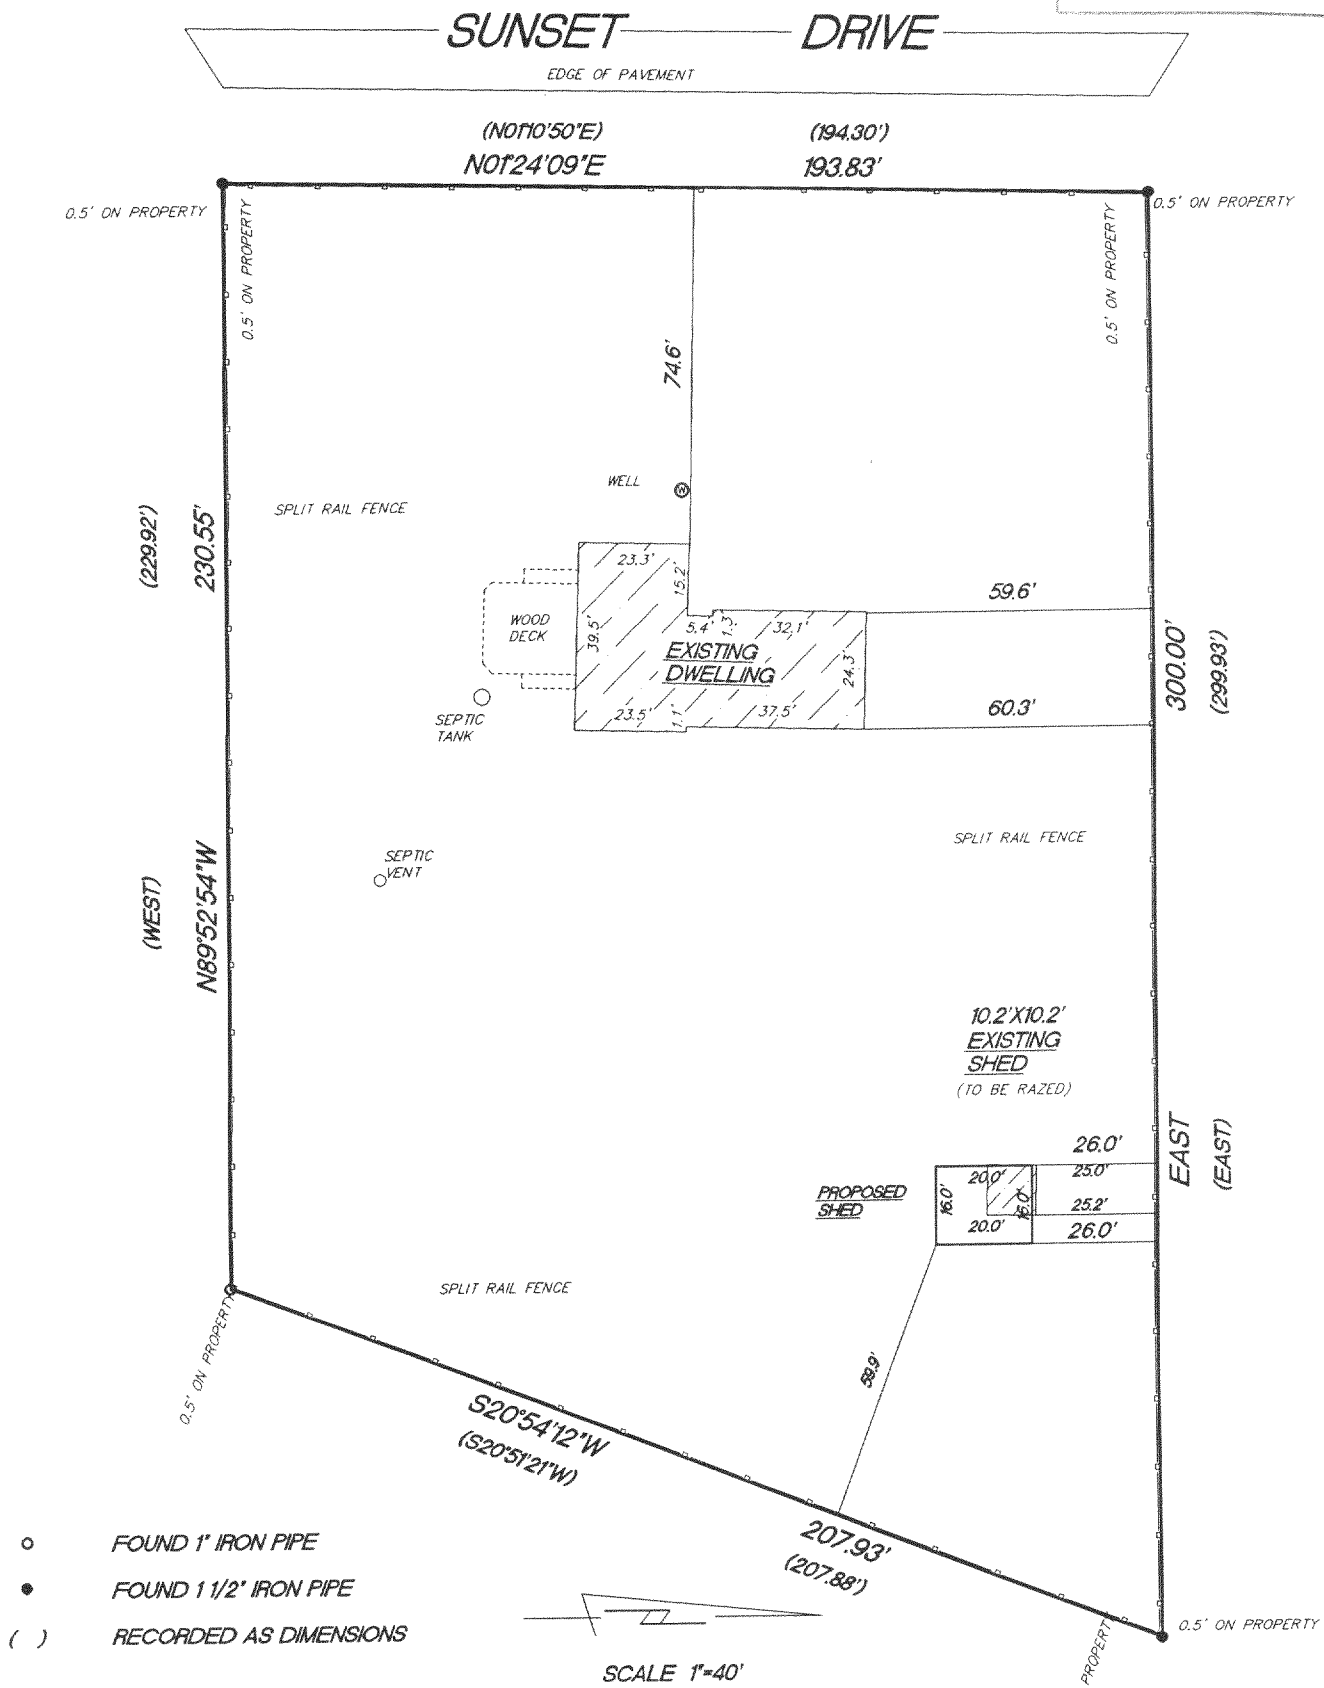 SUNSET DRIVE
EDGE OF PAVEMENT
(N01°10'50"E) (194.30')
N01°24'09"E 193.83'
0.5' ON PROPERTY
0.5' ON PROPERTY
0.5' ON PROPERTY
0.5' ON PROPERTY
74.6'
WELL
W
SPLIT RAIL FENCE
(229.92')
230.55'
23.3'
15.2'
59.6'
WOOD
DECK
39.5'
5.4'
1.3'
32.1'
EXISTING
DWELLING
24.3'
300.00'
(299.93')
23.5'
1.1'
37.5'
60.3'
SEPTIC
TANK
SPLIT RAIL FENCE
SEPTIC
VENT
(WEST)
N89°52'54"W
10.2'X10.2'
EXISTING
SHED
(TO BE RAZED)
26.0'
EAST
(EAST)
20.0'
25.0'
PROPOSED
SHED
16.0'
16.0'
25.2'
20.0'
26.0'
SPLIT RAIL FENCE
0.5' ON PROPERTY
59.9'
S20°54'12"W
(S20°51'21"W)
207.93'
(207.88')
FOUND 1" IRON PIPE
FOUND 1 1/2" IRON PIPE
( ) RECORDED AS DIMENSIONS
0.5' ON PROPERTY
PROPERTY
SCALE 1"=40'